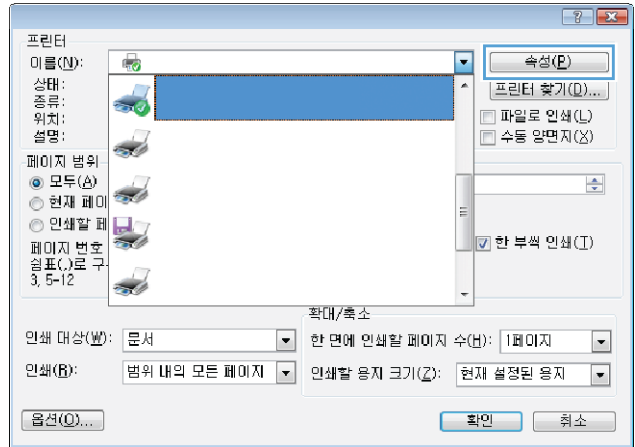 프린터
이름(N):
속성(P)
상태:
프린터 찾기(D)...
종류:
위치:
파일로 인쇄(L)
설명:
수동 양면지(X)
페이지 범위
모두(A)
현재 페이
인쇄할 페
페이지 번호
한 부씩 인쇄(T)
쉼표(,)로 구
3, 5-12
확대/축소
인쇄 대상(W):
문서
한 면에 인쇄할 페이지 수(H):
1페이지
인쇄(R):
범위 내의 모든 페이지
인쇄할 용지 크기(Z):
현재 설정된 용지
옵션(O)...
확인
취소